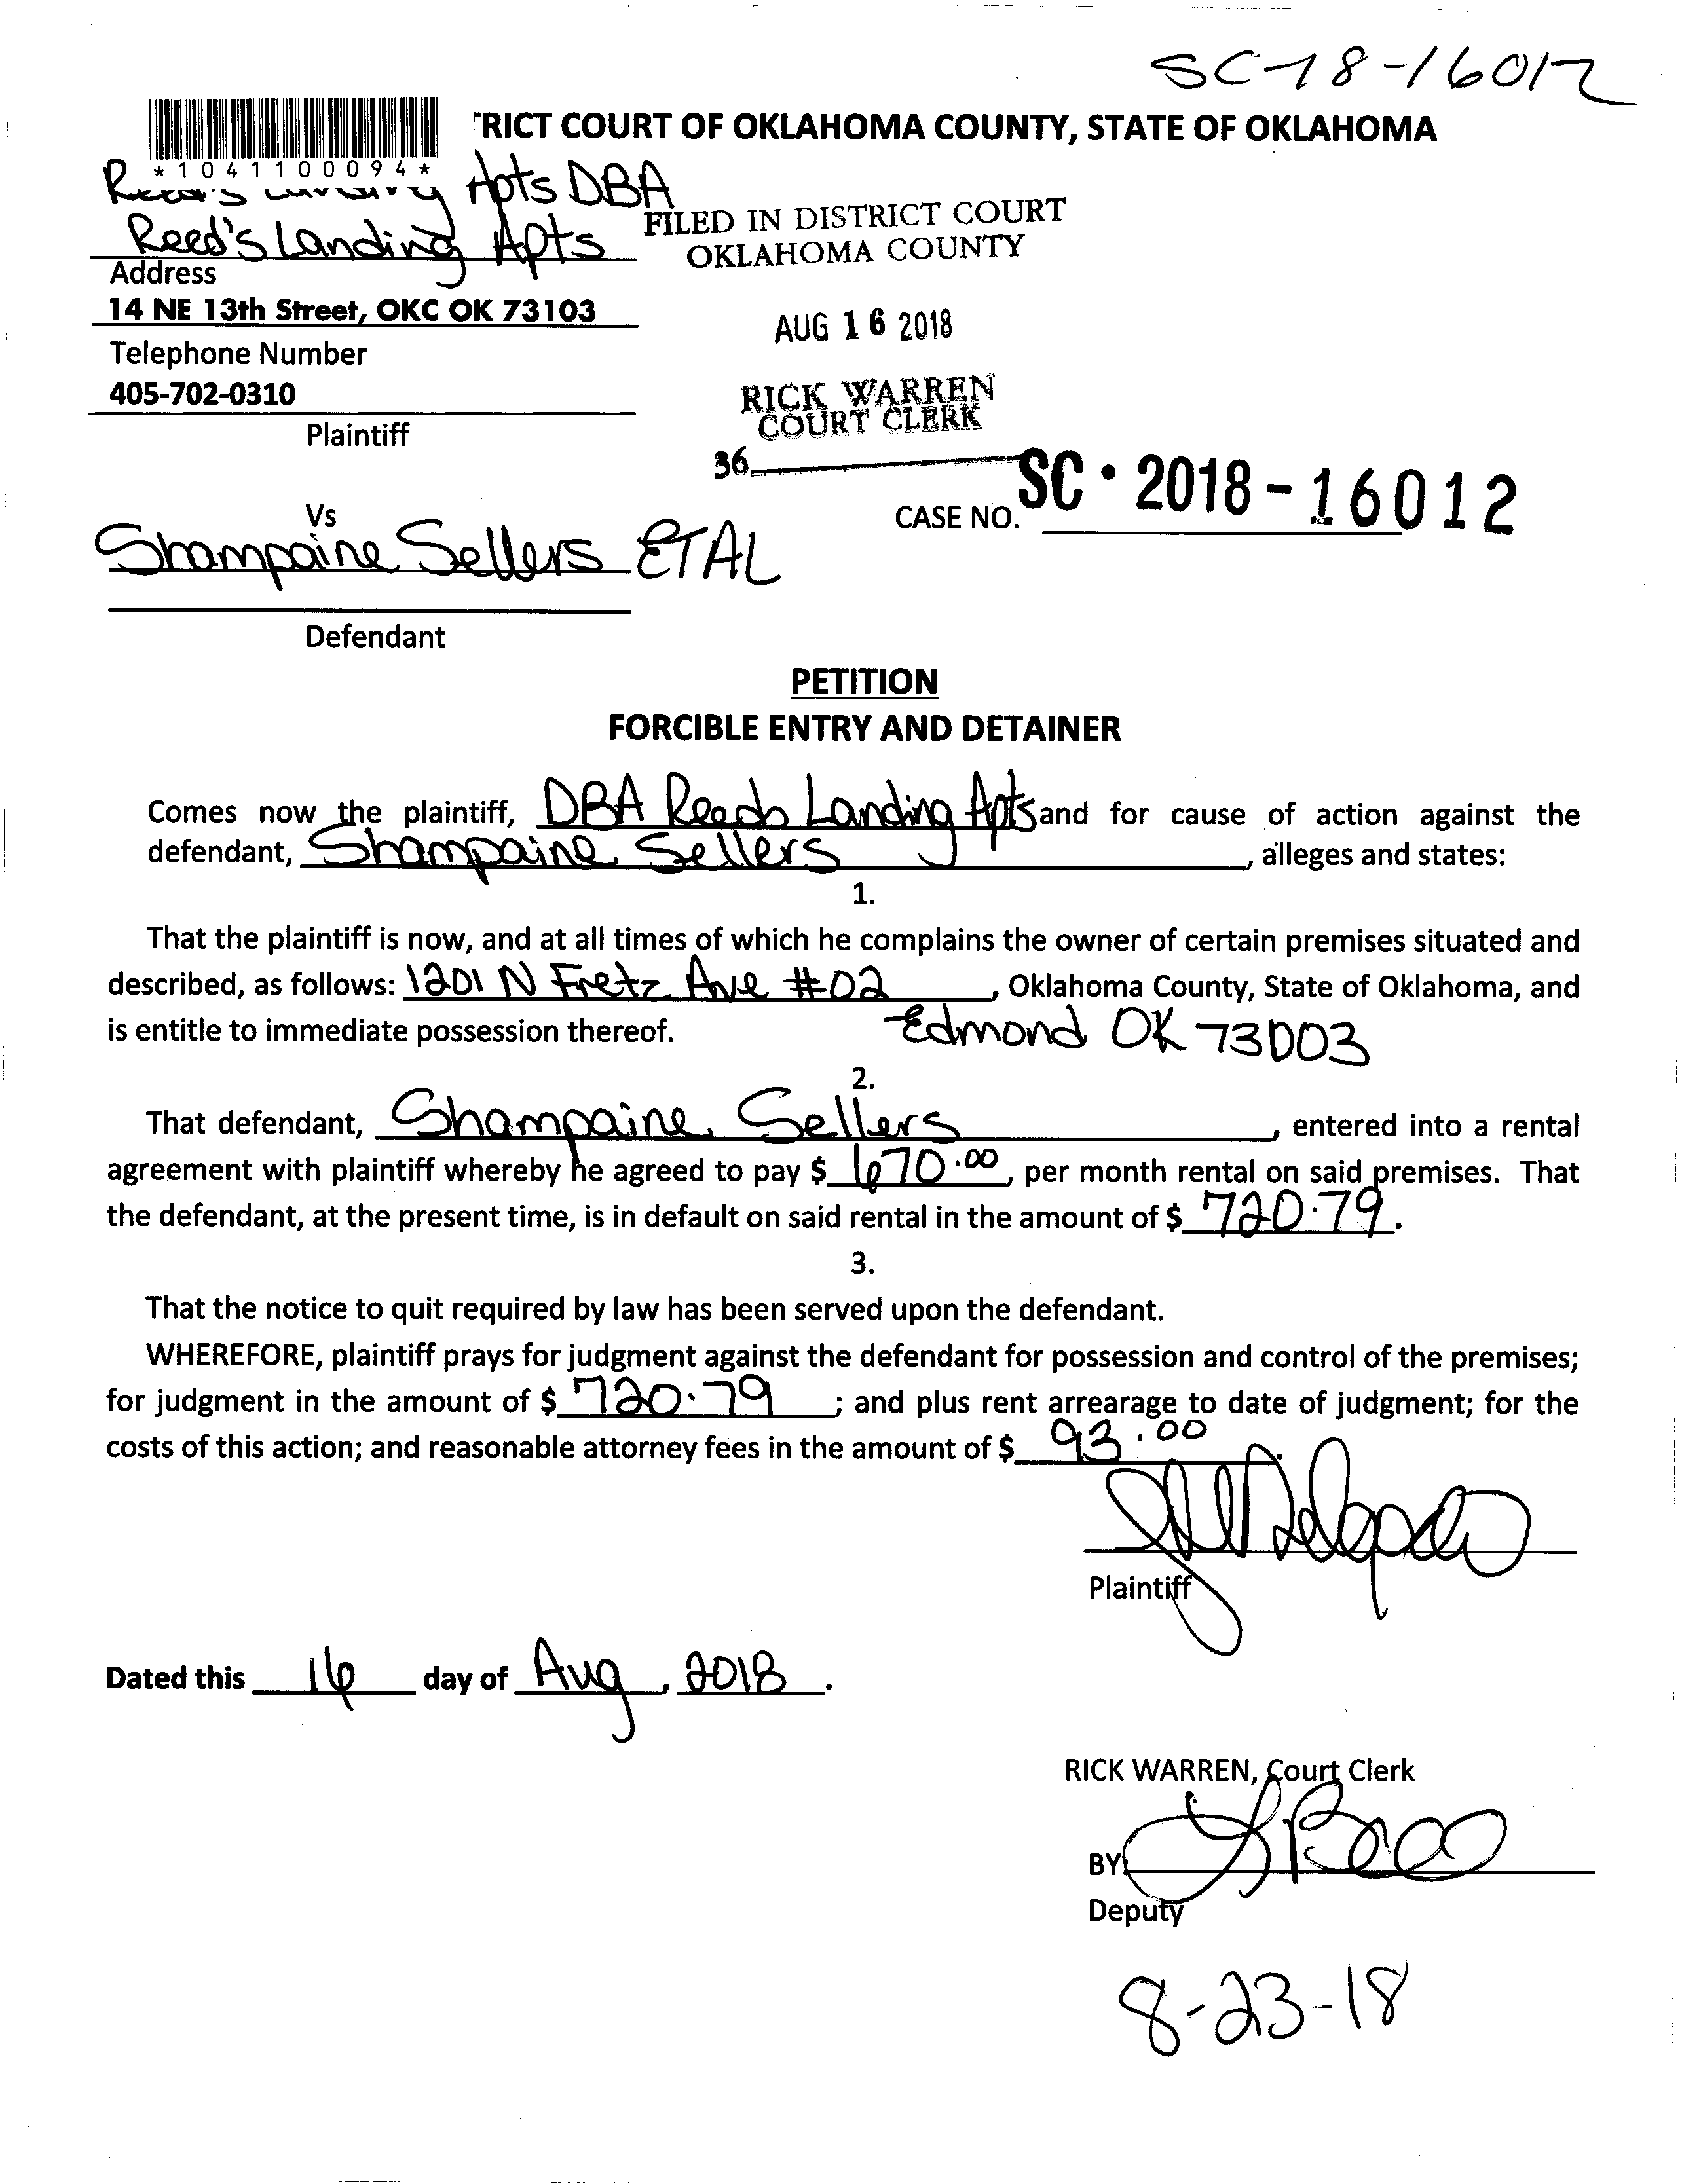 SC-18-16012
*1041100094*
RICT COURT OF OKLAHOMA COUNTY, STATE OF OKLAHOMA
Reed's Landing Apts DBA
Reed's Landing Apts
FILED IN DISTRICT COURT
OKLAHOMA COUNTY
Address
14 NE 13th Street, OKC OK 73103
AUG 16 2018
Telephone Number
405-702-0310
RICK WARREN
COURT CLERK
Plaintiff
36
CASE NO. SC • 2018-16012
Vs
Shampaine Sellers ETAL
Defendant
PETITION
FORCIBLE ENTRY AND DETAINER
Comes now the plaintiff, DBA Reeds Landing Apts and for cause of action against the
defendant, Shampaine Sellers, alleges and states:
1.
That the plaintiff is now, and at all times of which he complains the owner of certain premises situated and
described, as follows: 1201 N Fretz Ave #02, Oklahoma County, State of Oklahoma, and
is entitle to immediate possession thereof. Edmond OK 73003
2.
That defendant, Shampaine Sellers, entered into a rental
agreement with plaintiff whereby he agreed to pay $ 670.00, per month rental on said premises. That
the defendant, at the present time, is in default on said rental in the amount of $ 720.79.
3.
That the notice to quit required by law has been served upon the defendant.
WHEREFORE, plaintiff prays for judgment against the defendant for possession and control of the premises;
for judgment in the amount of $ 720.79; and plus rent arrearage to date of judgment; for the
costs of this action; and reasonable attorney fees in the amount of $ 93.00.
Plaintiff
Dated this 16 day of Aug, 2018.
RICK WARREN, Court Clerk
BY:
Deputy
8-23-18